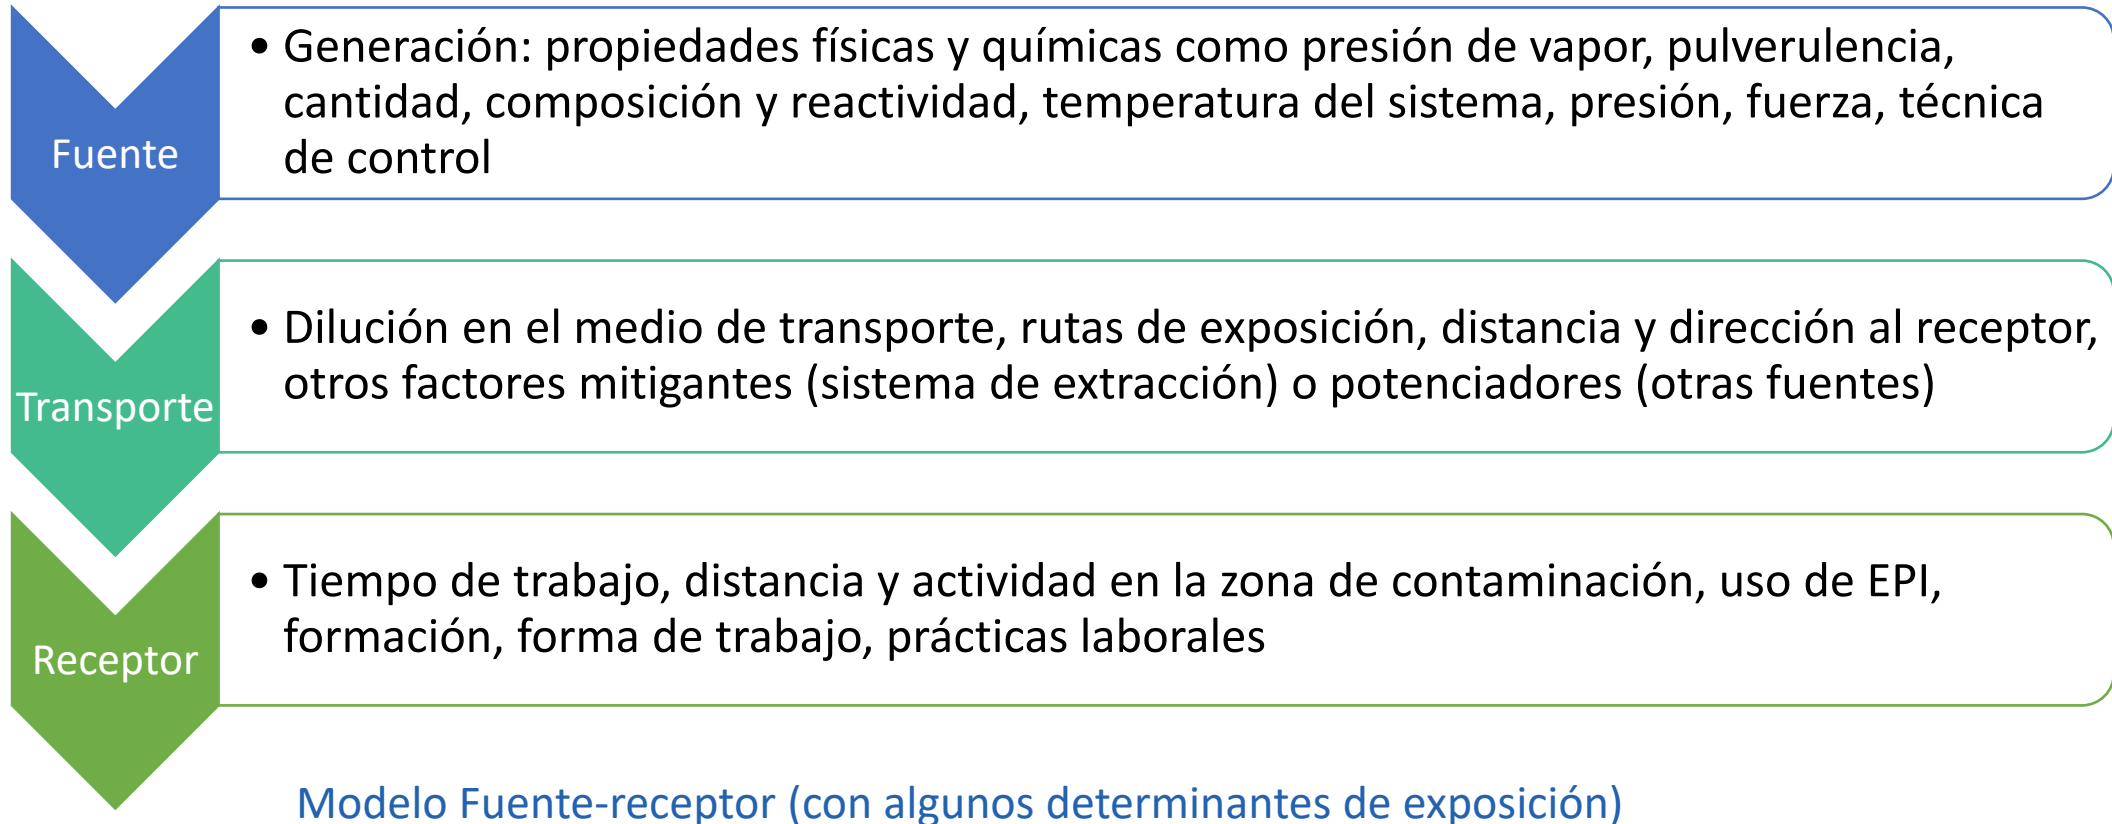 Fuente
• Generación: propiedades físicas y químicas como presión de vapor, pulverulencia,
cantidad, composición y reactividad, temperatura del sistema, presión, fuerza, técnica
de control
Transporte
• Dilución en el medio de transporte, rutas de exposición, distancia y dirección al receptor,
otros factores mitigantes (sistema de extracción) o potenciadores (otras fuentes)
Receptor
• Tiempo de trabajo, distancia y actividad en la zona de contaminación, uso de EPI,
formación, forma de trabajo, prácticas laborales
Modelo Fuente-receptor (con algunos determinantes de exposición)